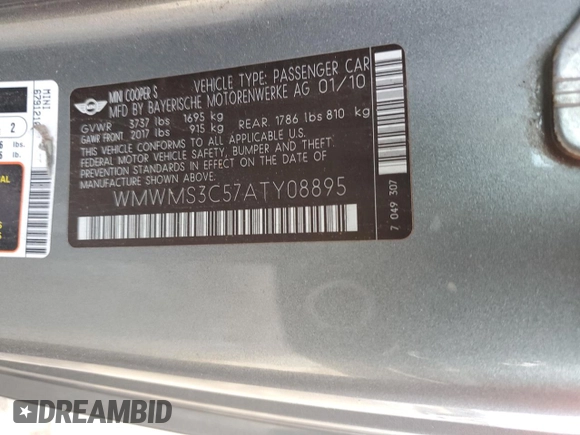 MINI COOPER S VEHICLE TYPE: PASSENGER CAR
MFD BY BAYERISCHE MOTORENWERKE AG 01/10
GVWR 3737 lbs 1695 kg
GAWR FRONT 2017 lbs 915 kg REAR 1786 lbs 810 kg
THIS VEHICLE CONFORMS TO ALL APPLICABLE U.S.
FEDERAL MOTOR VEHICLE SAFETY, BUMPER, AND THEFT
PREVENTION STANDARDS IN EFFECT ON THE DATE OF
MANUFACTURE SHOWN ABOVE.
WMWMS3C57ATY08895
7 049 307
MINI
2
DREAMBID